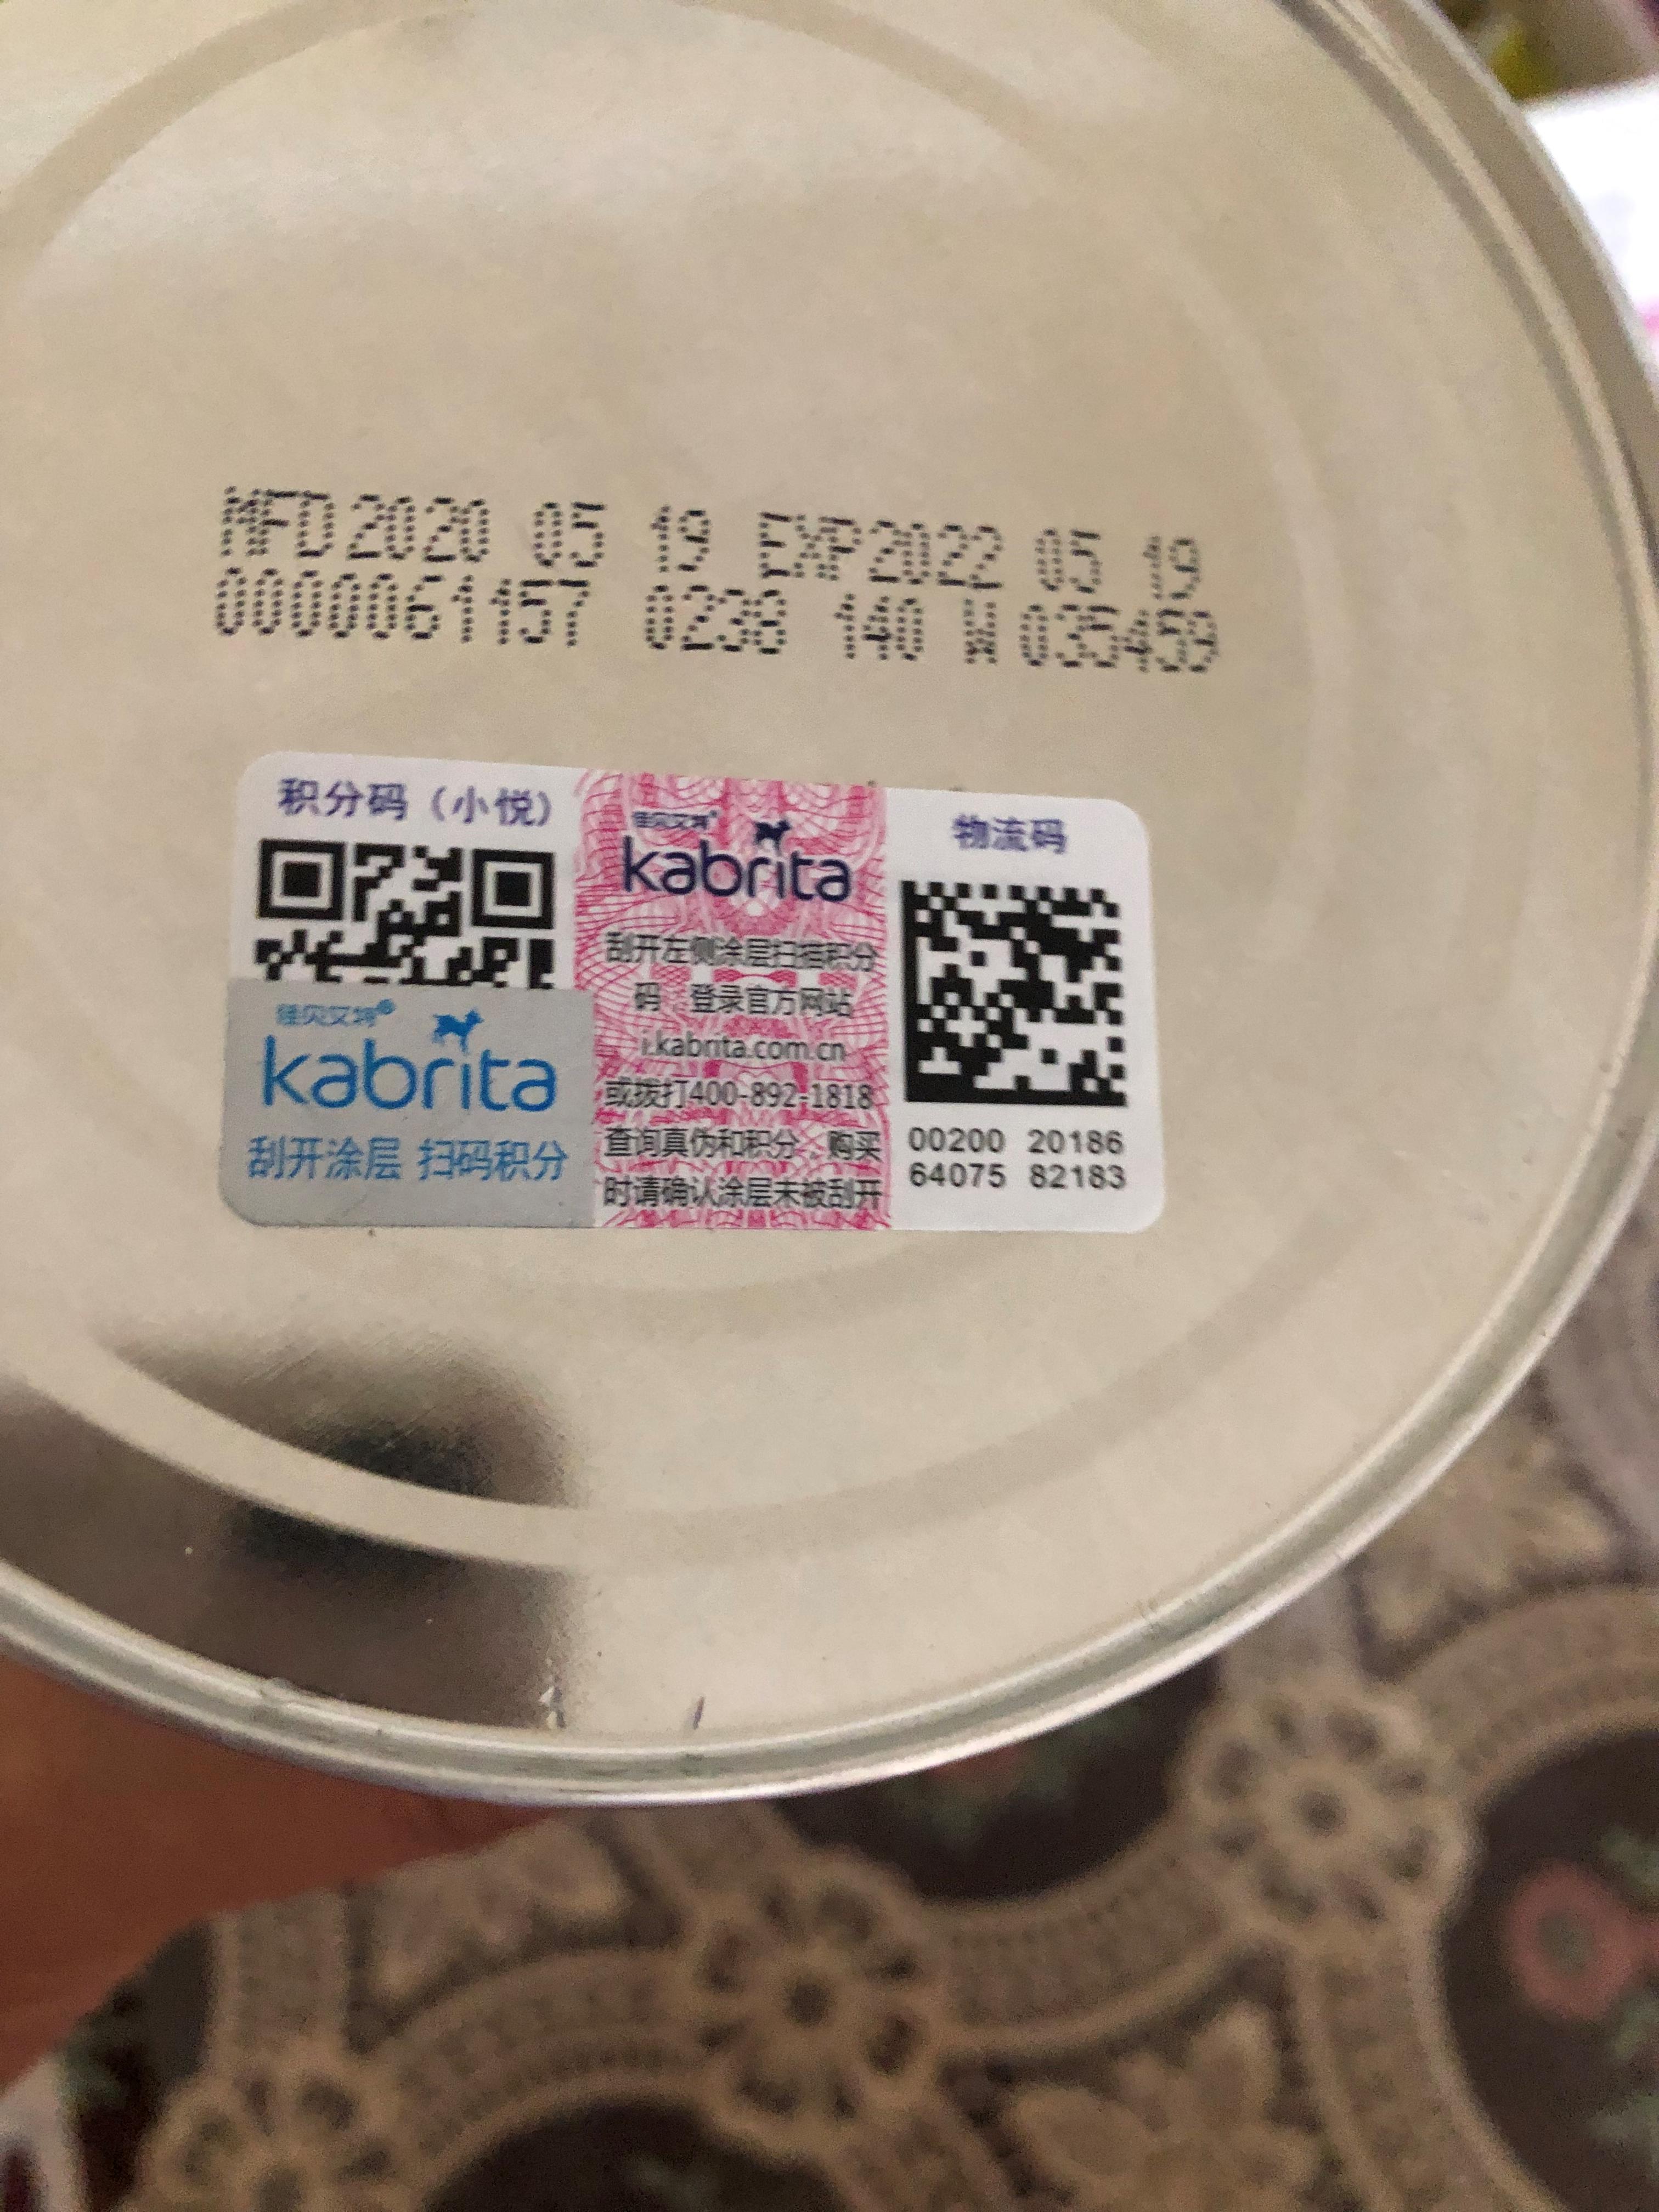 MFD2020 05 19 EXP2022 05 19
0000061157 0238 140 W 035459
积分码（小悦）
佳贝艾特®
kabrita
刮开涂层 扫码积分
佳贝艾特®
kabrita
刮开左侧涂层扫描积分
码，登录官方网站
i.kabrita.com.cn
或拨打400-892-1818
查询真伪和积分，购买
时请确认涂层未被刮开
物流码
00200 20186
64075 82183